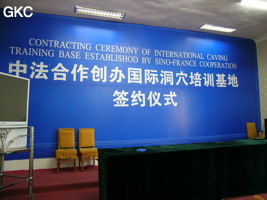 GKC
CONTRACTING CEREMONY OF INTERNATIONAL CAVING
TRAINING BASE ESTABLISHED BY SINO-FRANCE COOPERATION
中法合作创办国际洞穴培训基地
签约仪式